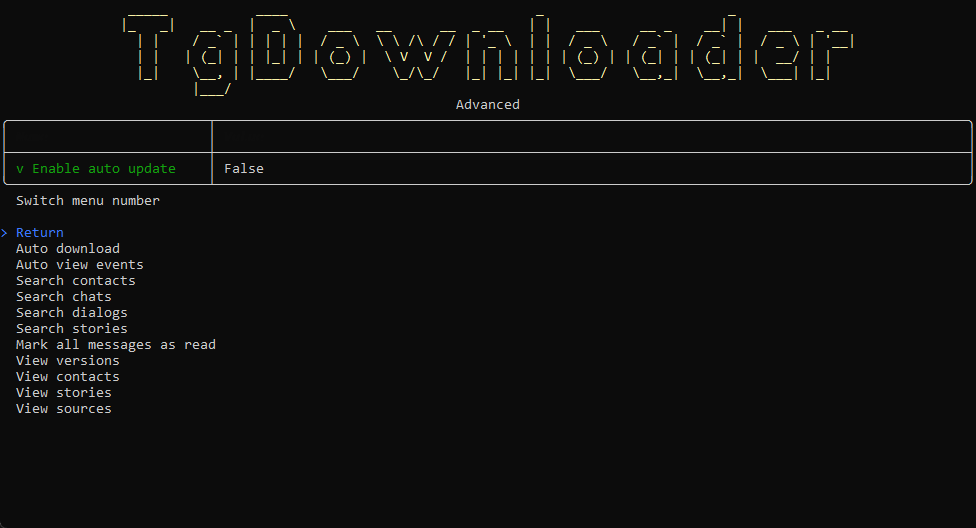 TgDownloader
Advanced
v Enable auto update False
Switch menu number
> Return
Auto download
Auto view events
Search contacts
Search chats
Search dialogs
Search stories
Mark all messages as read
View versions
View contacts
View stories
View sources